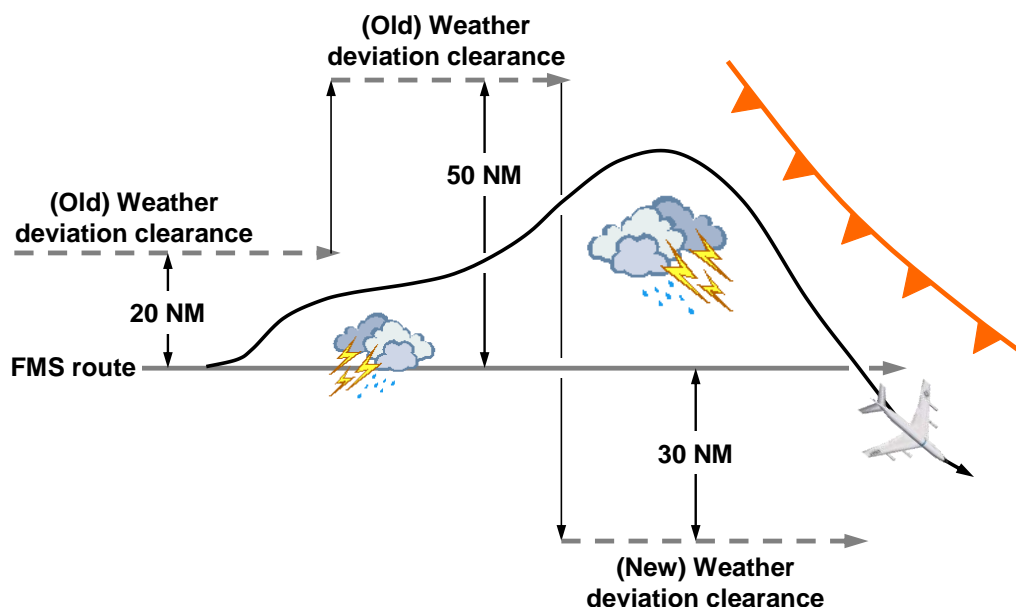 (Old) Weather
deviation clearance
50 NM
(Old) Weather
deviation clearance
20 NM
FMS route
30 NM
(New) Weather
deviation clearance